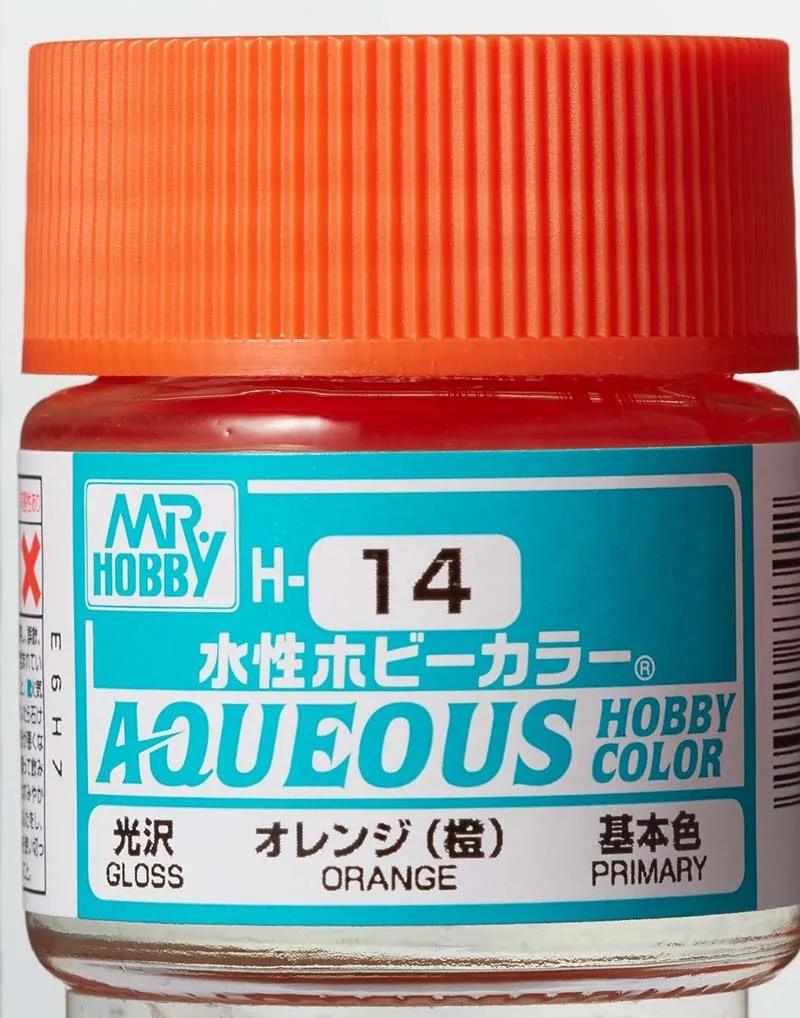 MR.
HOBBY
H-14
水性ホビーカラー®
AQUEOUS HOBBY
COLOR
光沢 オレンジ(橙) 基本色
GLOSS ORANGE PRIMARY
E6H7